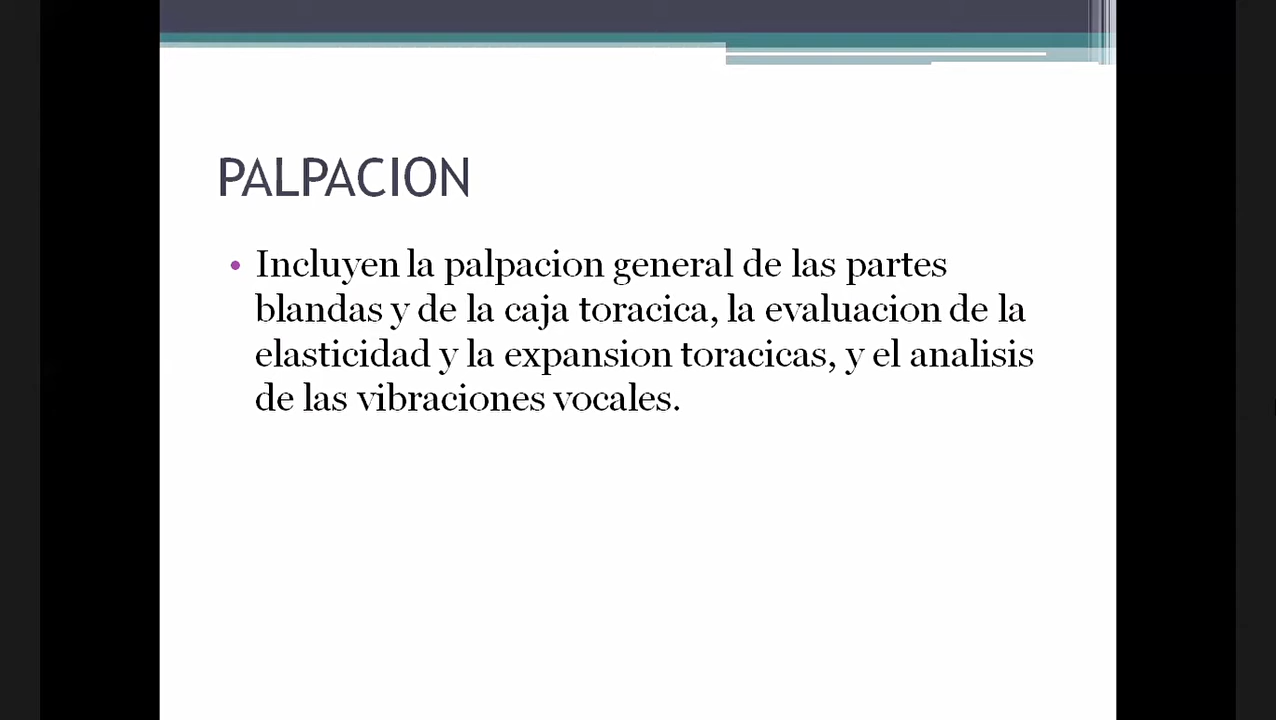 PALPACION
• Incluyen la palpacion general de las partes
blandas y de la caja toracica, la evaluacion de la
elasticidad y la expansion toracicas, y el analisis
de las vibraciones vocales.